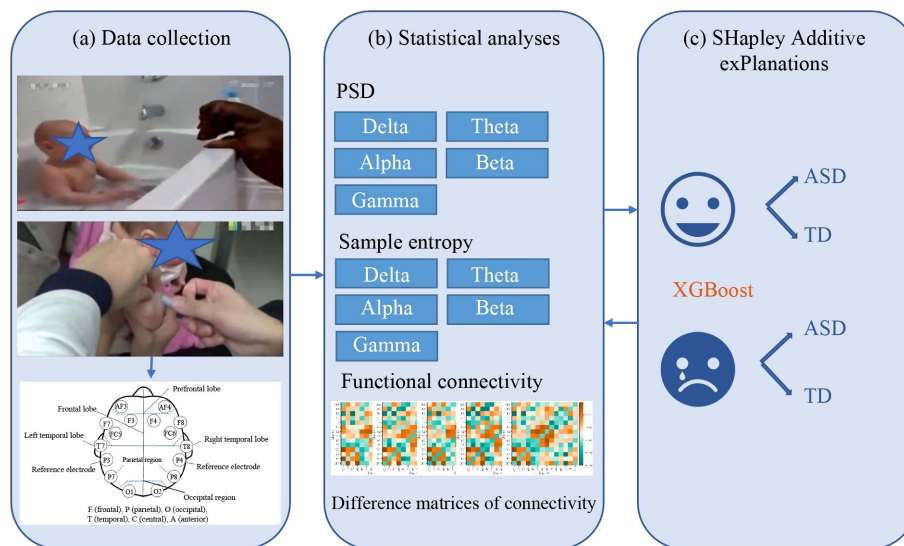 (a) Data collection
Prefrontal lobe
Frontal lobe
AF3
AF4
F7
F3
F4
F8
FC5
FC6
Left temporal lobe
Right temporal lobe
T7
T8
Parietal region
Reference electrode
P3
P4
Reference electrode
P7
P8
O1
O2
Occipital region
F (frontal), P (parietal), O (occipital),
T (temporal), C (central), A (anterior)
(b) Statistical analyses
PSD
Delta
Theta
Alpha
Beta
Gamma
Sample entropy
Delta
Theta
Alpha
Beta
Gamma
Functional connectivity
Difference matrices of connectivity
(c) SHapley Additive
exPlanations
ASD
TD
XGBoost
ASD
TD